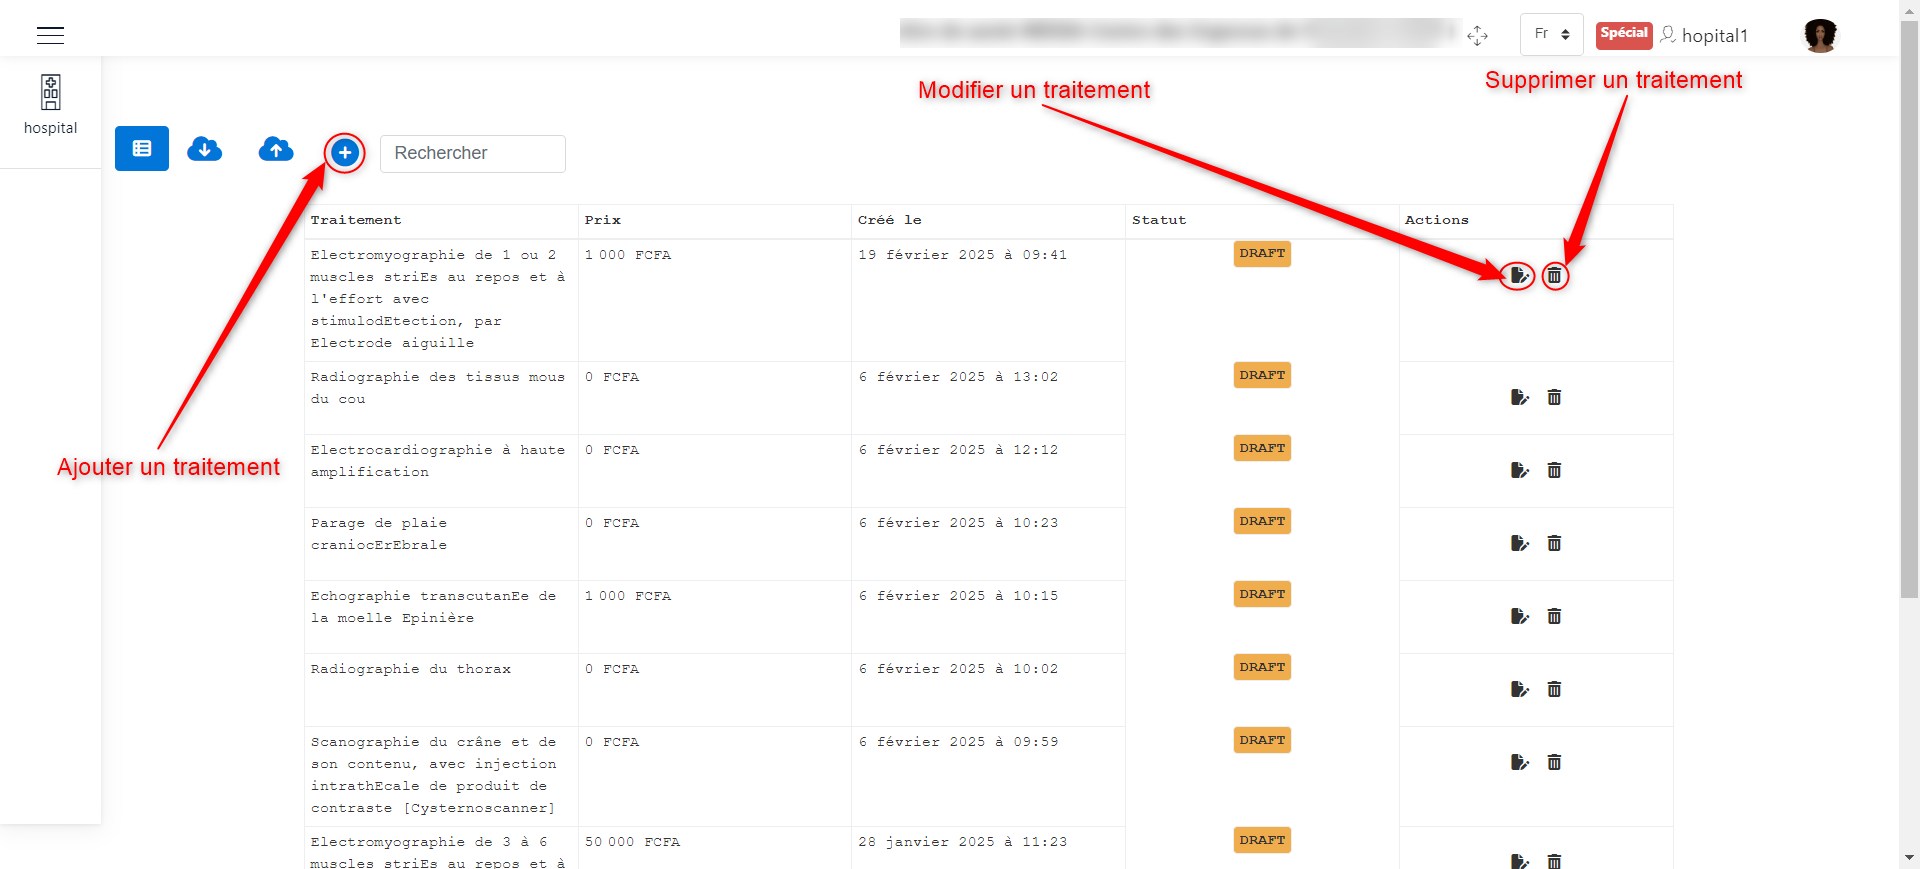 Fr
Spécial
hopital1
Modifier un traitement
Supprimer un traitement
hospital
Rechercher
Traitement Prix Créé le Statut Actions
Electromyographie de 1 ou 2 1 000 FCFA 19 février 2025 à 09:41 DRAFT
muscles striEs au repos et à
l'effort avec
stimulodEtection, par
Electrode aiguille
Radiographie des tissus mous 0 FCFA 6 février 2025 à 13:02 DRAFT
du cou
Electrocardiographie à haute 0 FCFA 6 février 2025 à 12:12 DRAFT
amplification
Ajouter un traitement
Parage de plaie 0 FCFA 6 février 2025 à 10:23 DRAFT
craniocErEbrale
Echographie transcutanEe de 1 000 FCFA 6 février 2025 à 10:15 DRAFT
la moelle Epinière
Radiographie du thorax 0 FCFA 6 février 2025 à 10:02 DRAFT
Scanographie du crâne et de 0 FCFA 6 février 2025 à 09:59 DRAFT
son contenu, avec injection
intrathEcale de produit de
contraste [Cysternoscanner]
Electromyographie de 3 à 6 50 000 FCFA 28 janvier 2025 à 11:23 DRAFT
muscles striEs au repos et à